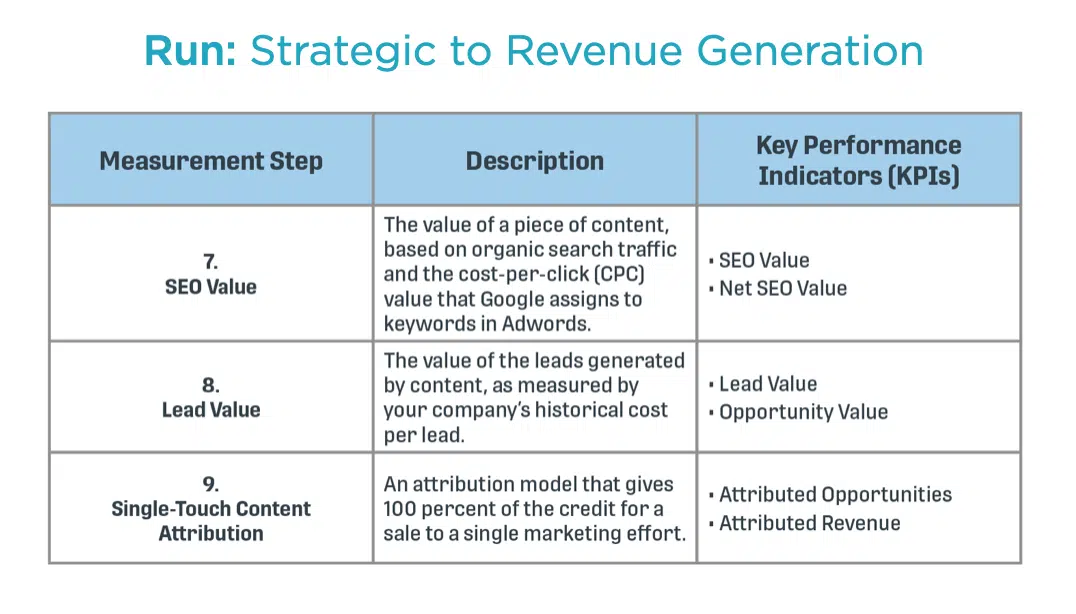 Run: Strategic to Revenue Generation
Measurement Step
Description
Key Performance
Indicators (KPIs)
7.
SEO Value
The value of a piece of content,
based on organic search traffic
and the cost-per-click (CPC)
value that Google assigns to
keywords in Adwords.
• SEO Value
• Net SEO Value
8.
Lead Value
The value of the leads generated
by content, as measured by
your company's historical cost
per lead.
• Lead Value
• Opportunity Value
9.
Single-Touch Content
Attribution
An attribution model that gives
100 percent of the credit for a
sale to a single marketing effort.
• Attributed Opportunities
• Attributed Revenue